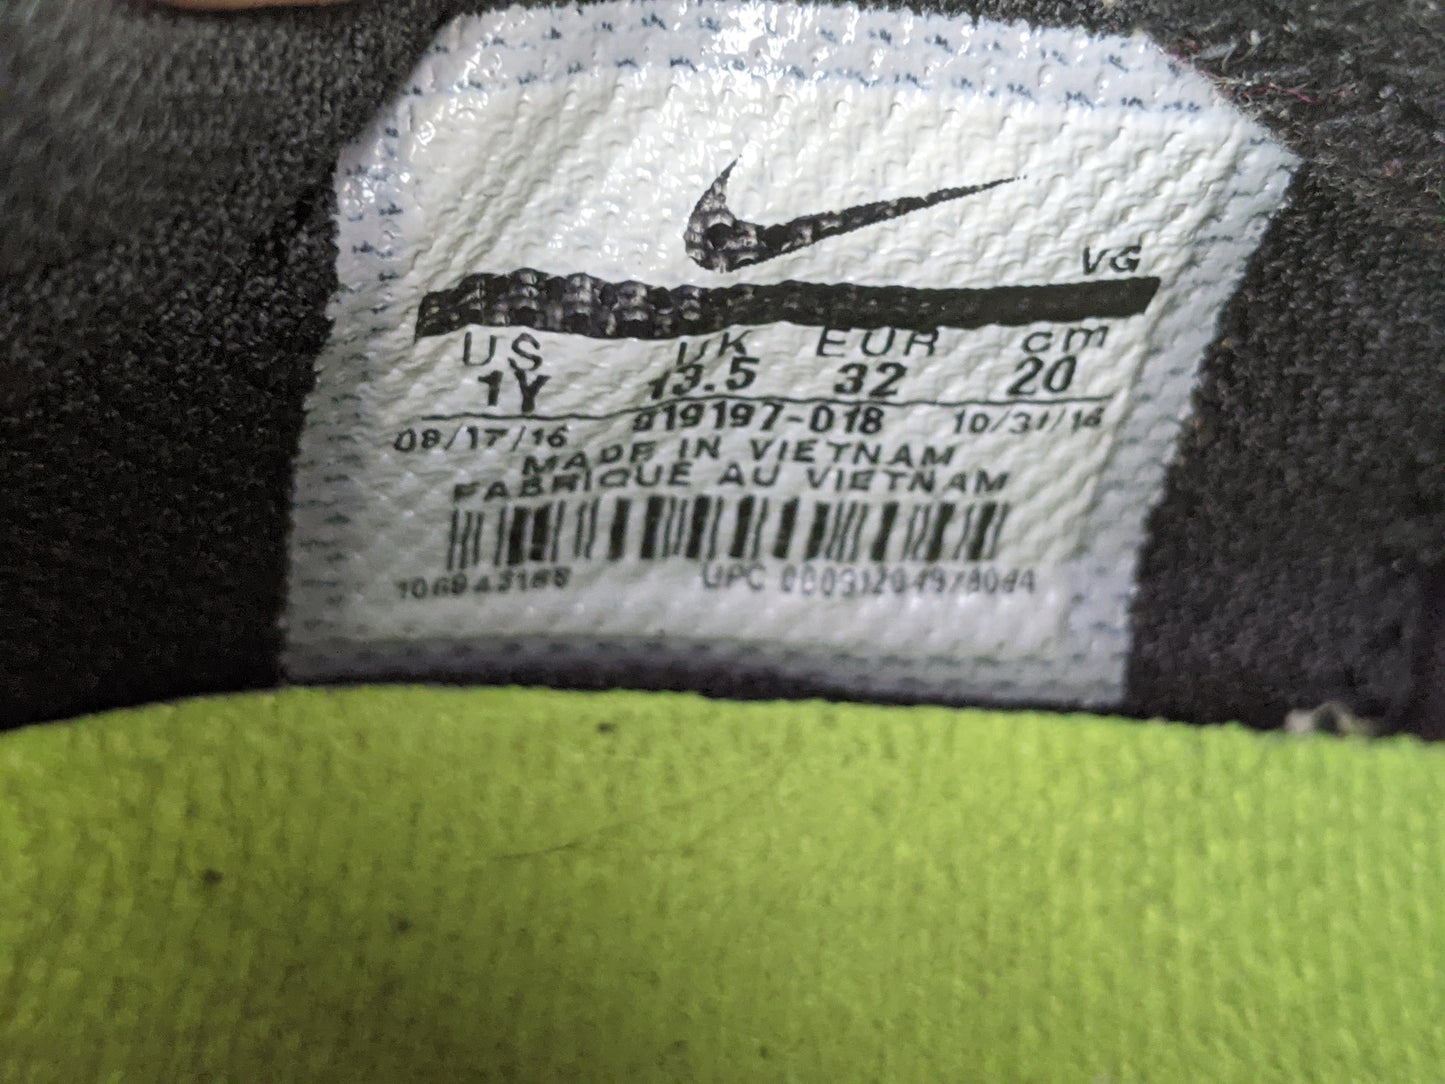 VG
US UK EUR cm
1Y 13.5 32 20
08/17/16 819197-018 10/31/16
MADE IN VIETNAM
FABRIQUE AU VIETNAM
UPC